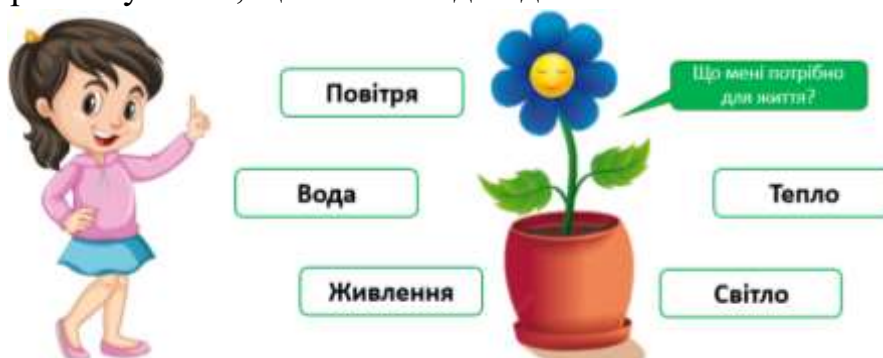 Повітря
Що мені потрібно
для життя?
Вода
Тепло
Живлення
Світло